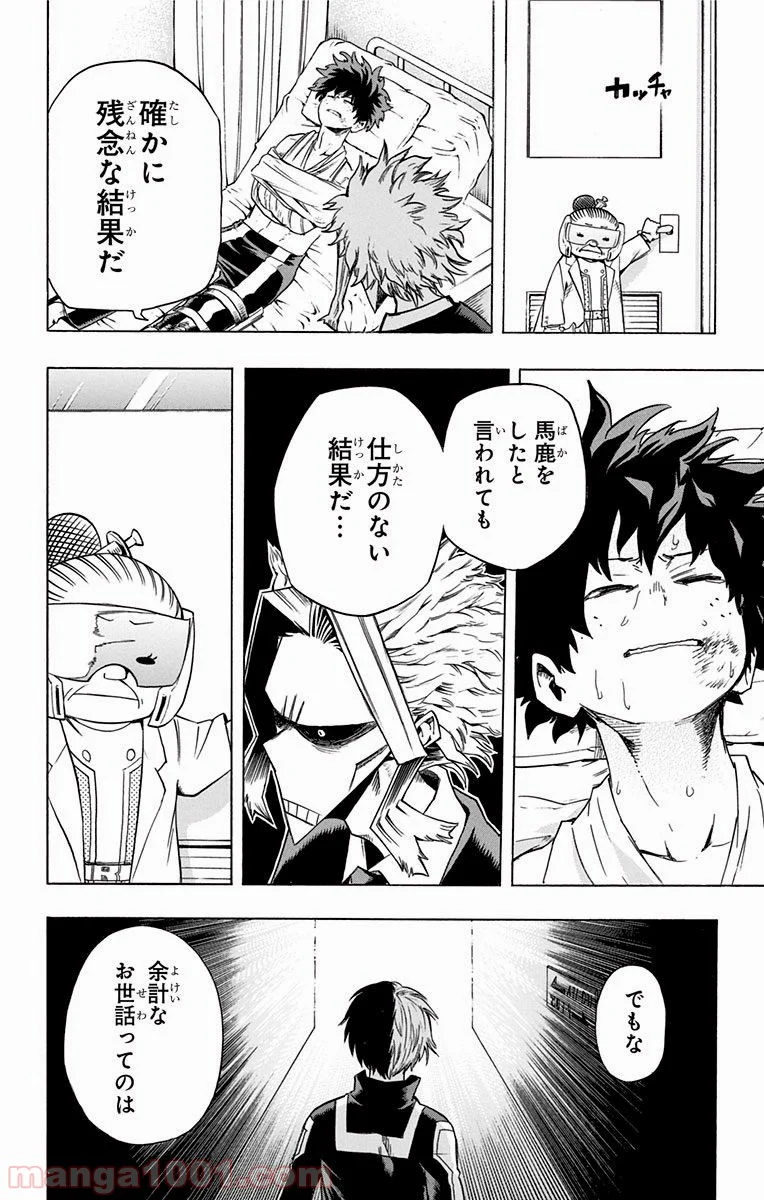 カッチャ
確かに
残念な結果だ
馬鹿を
したと
言われても
仕方のない
結果だ…
でもな
余計な
お世話ってのは
manga1001.com